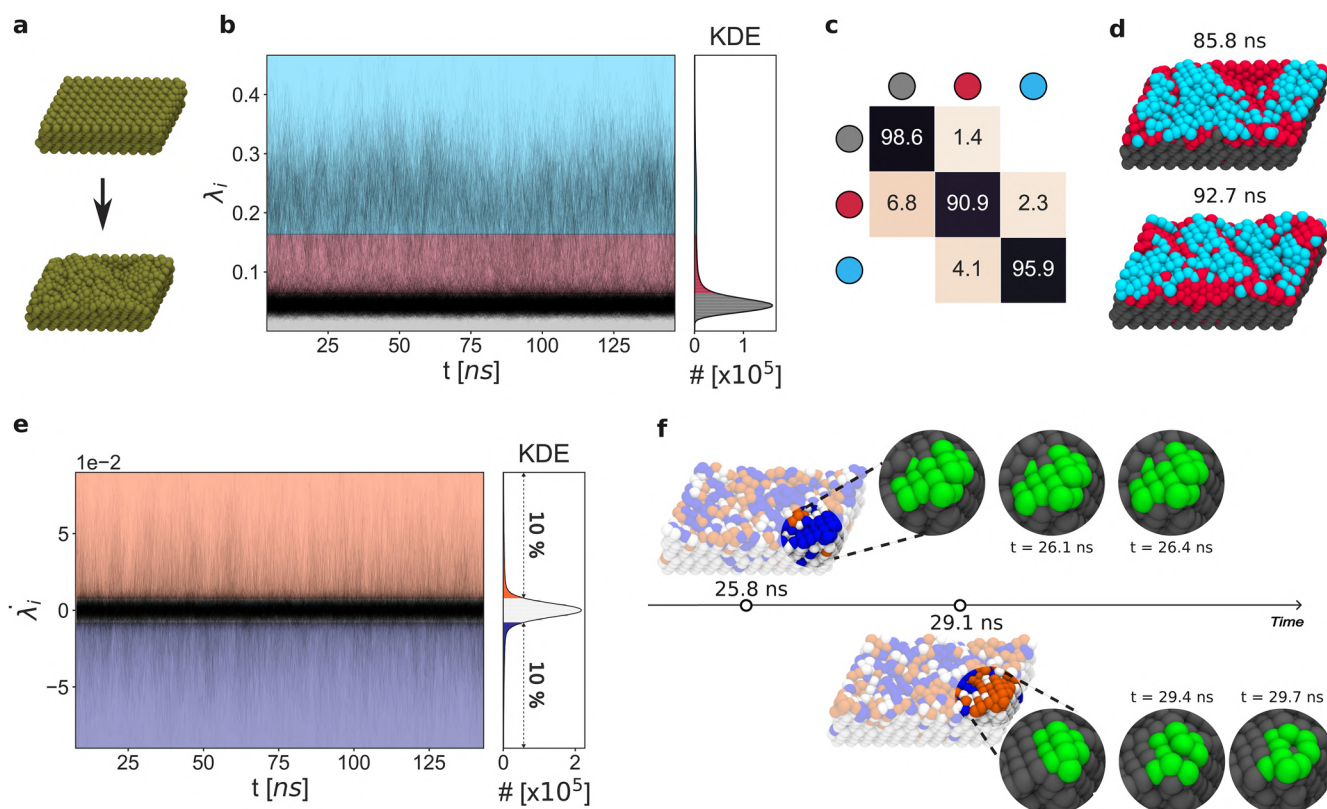 a
b
KDE
λi
0.4
0.3
0.2
0.1
25
50
75
100
125
t [ns]
0
1
# [x10⁵]
c
98.6
1.4
6.8
90.9
2.3
4.1
95.9
d
85.8 ns
92.7 ns
e
1e-2
KDE
λ̇i
5
0
−5
25
50
75
100
125
t [ns]
10 %
10 %
0
2
# [x10⁵]
f
t = 26.1 ns
t = 26.4 ns
25.8 ns
29.1 ns
Time
t = 29.4 ns
t = 29.7 ns